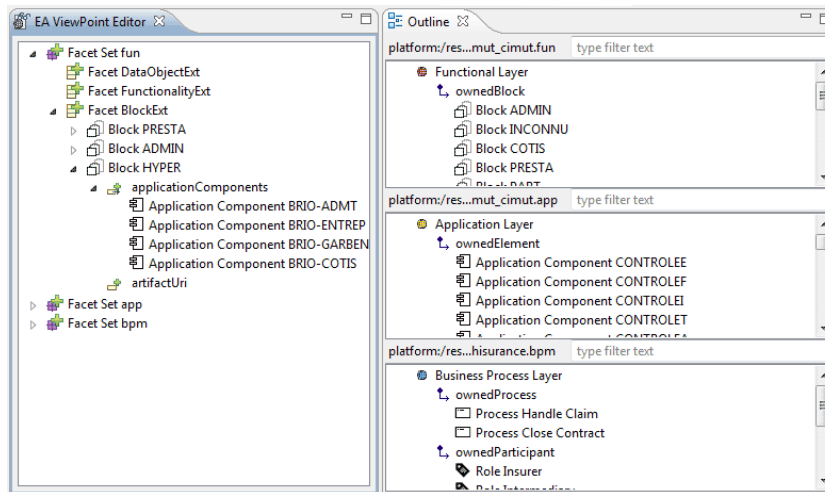 EA ViewPoint Editor
Facet Set fun
Facet DataObjectExt
Facet FunctionalityExt
Facet BlockExt
Block PRESTA
Block ADMIN
Block HYPER
applicationComponents
Application Component BRIO-ADMT
Application Component BRIO-ENTREP
Application Component BRIO-GARBEN
Application Component BRIO-COTIS
artifactUri
Facet Set app
Facet Set bpm
Outline
platform:/res...mut_cimut.fun type filter text
Functional Layer
ownedBlock
Block ADMIN
Block INCONNU
Block COTIS
Block PRESTA
platform:/res...mut_cimut.app type filter text
Application Layer
ownedElement
Application Component CONTROLEE
Application Component CONTROLEF
Application Component CONTROLEI
Application Component CONTROLET
Application Component
platform:/res...hisurance.bpm type filter text
Business Process Layer
ownedProcess
Process Handle Claim
Process Close Contract
ownedParticipant
Role Insurer
Role Intermediary